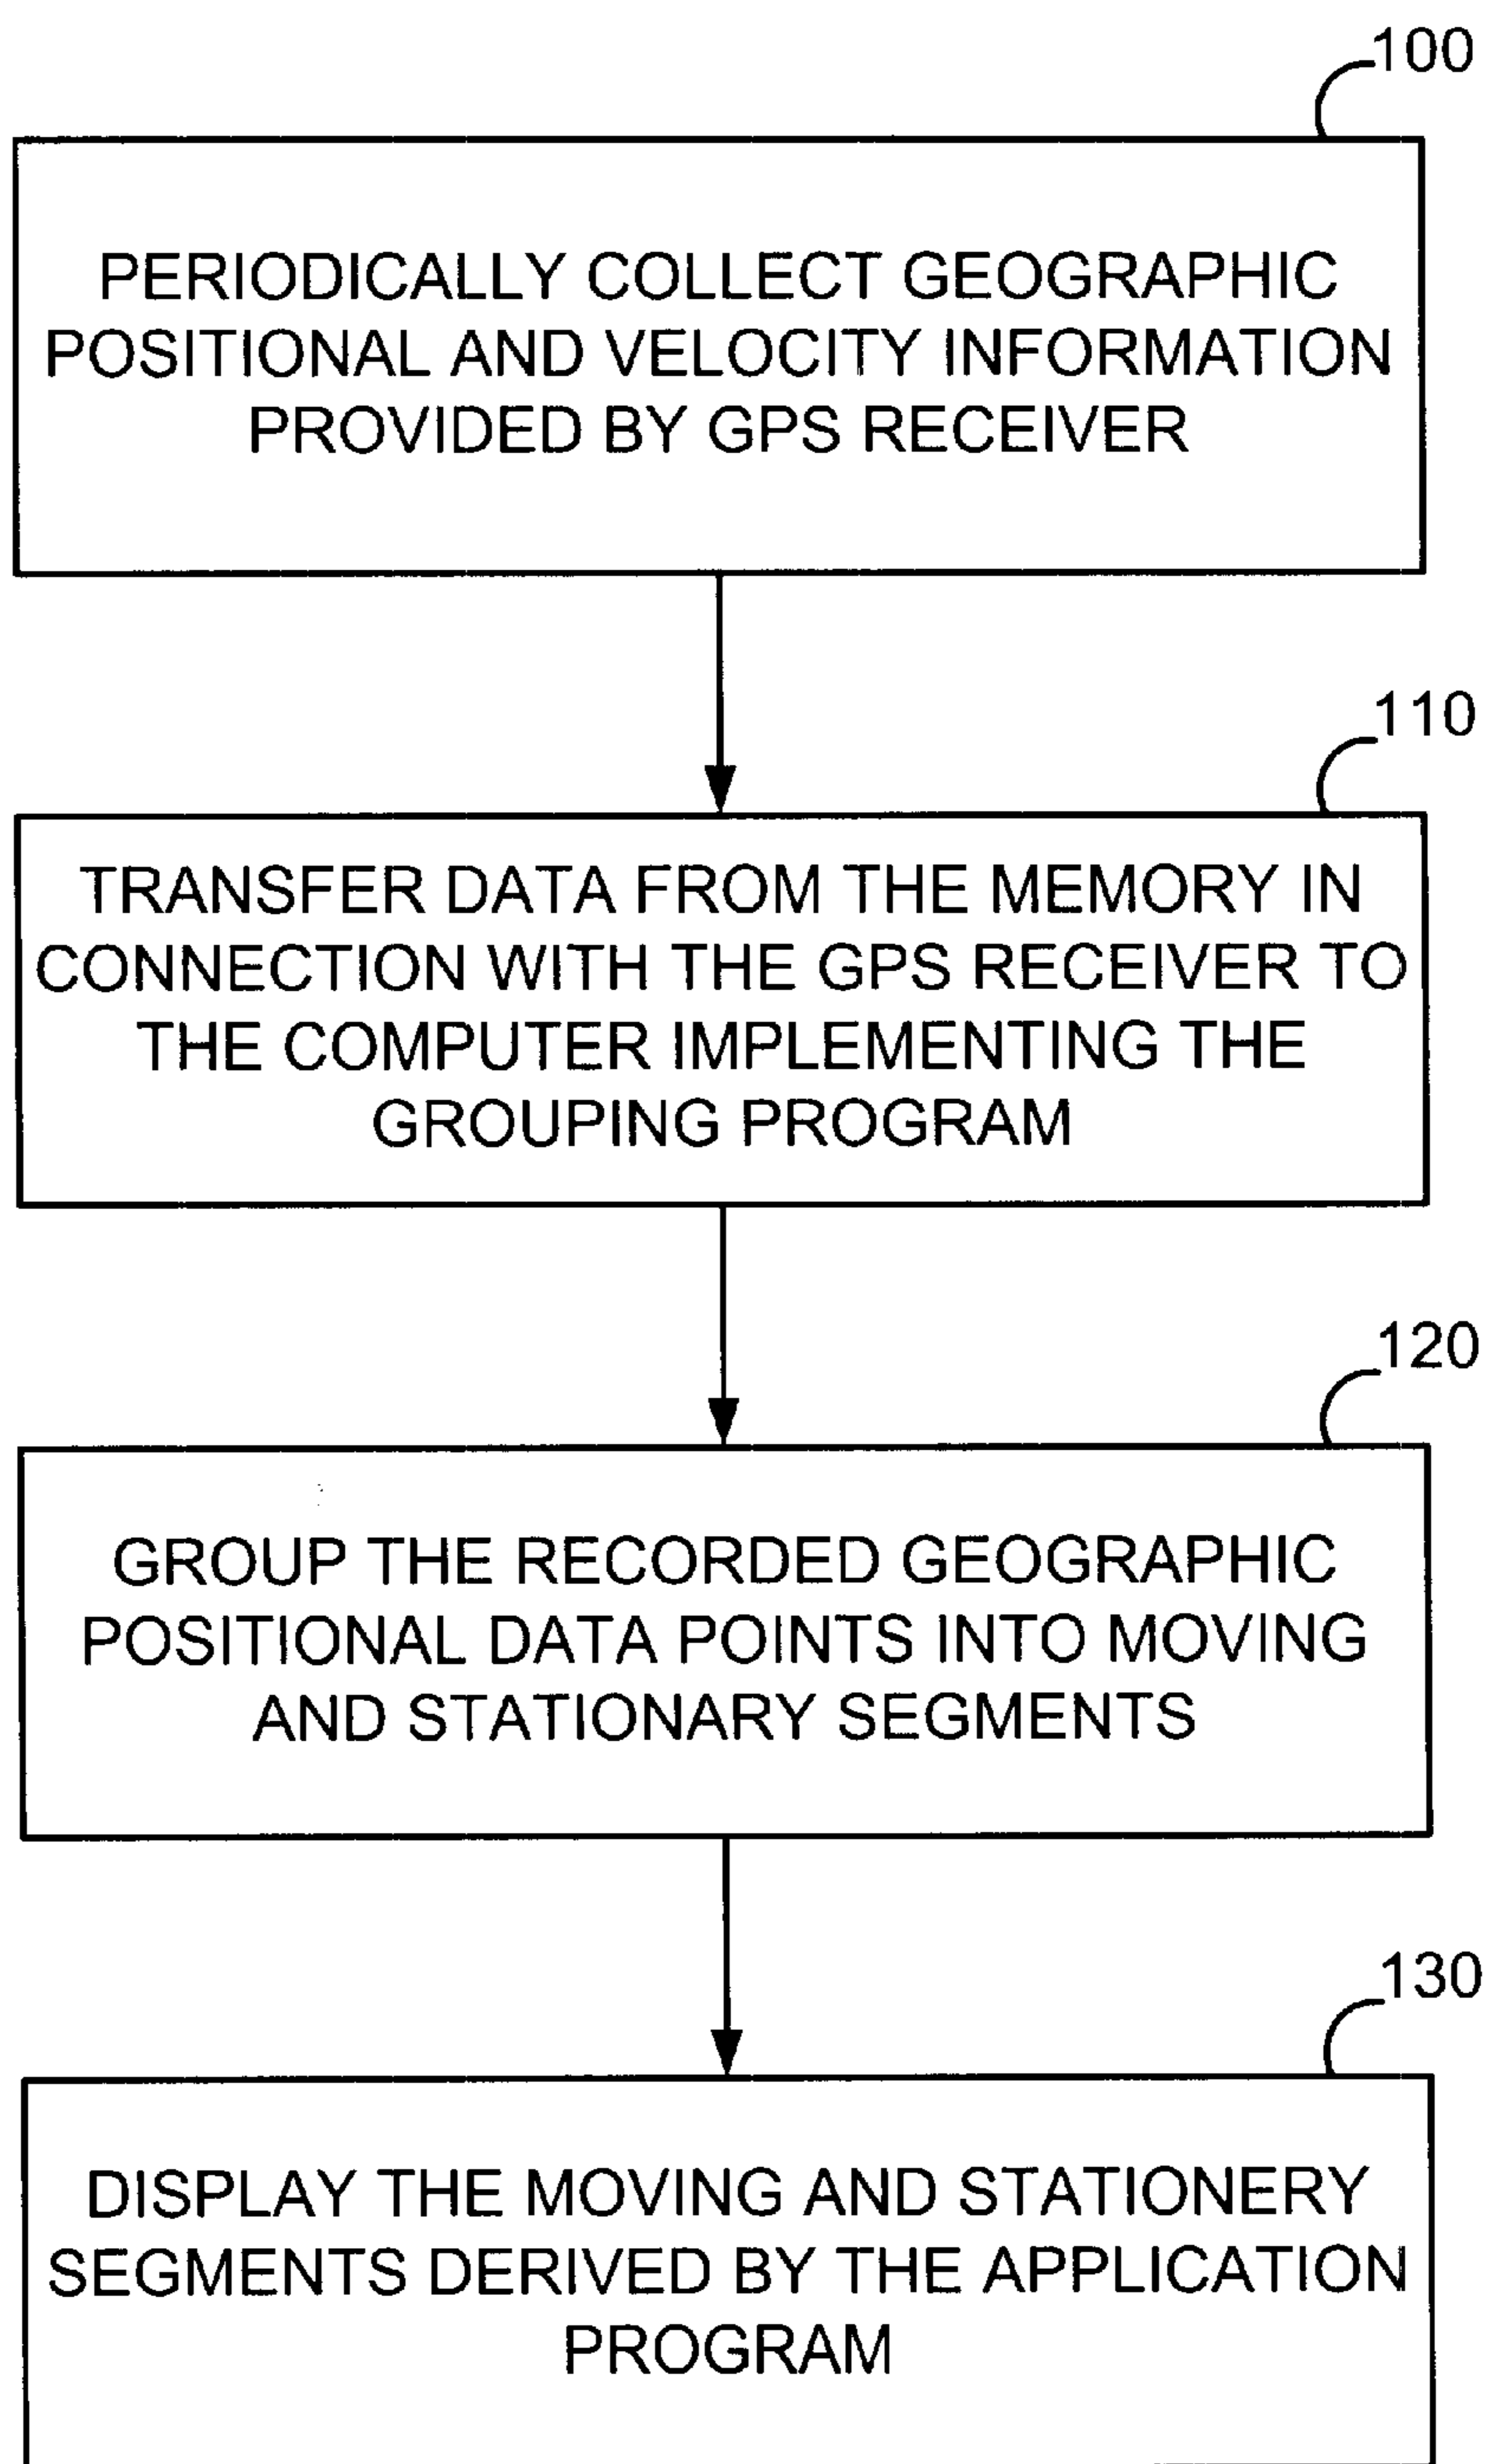 100
PERIODICALLY COLLECT GEOGRAPHIC
POSITIONAL AND VELOCITY INFORMATION
PROVIDED BY GPS RECEIVER
110
TRANSFER DATA FROM THE MEMORY IN
CONNECTION WITH THE GPS RECEIVER TO
THE COMPUTER IMPLEMENTING THE
GROUPING PROGRAM
120
GROUP THE RECORDED GEOGRAPHIC
POSITIONAL DATA POINTS INTO MOVING
AND STATIONARY SEGMENTS
130
DISPLAY THE MOVING AND STATIONERY
SEGMENTS DERIVED BY THE APPLICATION
PROGRAM